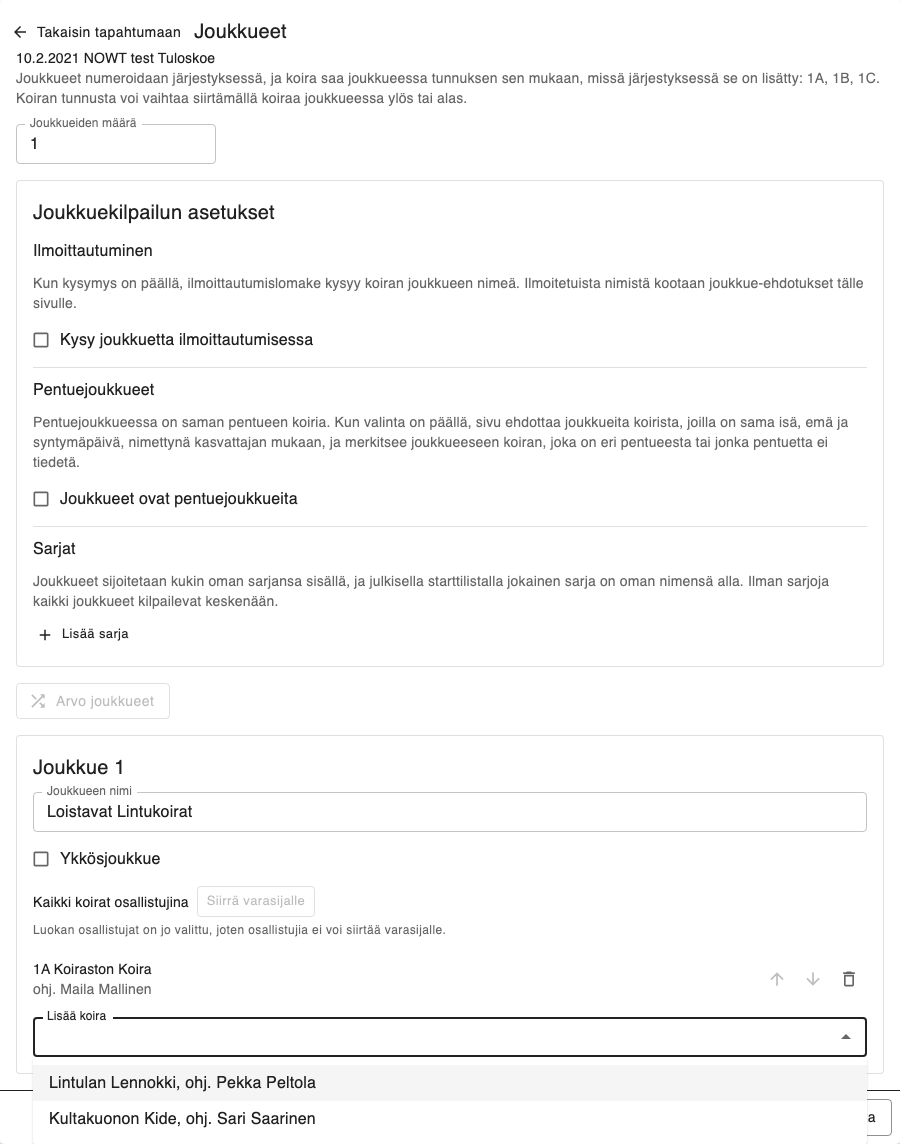 Takaisin tapahtumaan Joukkueet
10.2.2021 NOWT test Tuloskoe
Joukkueet numeroidaan järjestyksessä, ja koira saa joukkueessa tunnuksen sen mukaan, missä järjestyksessä se on lisätty: 1A, 1B, 1C.
Koiran tunnusta voi vaihtaa siirtämällä koiraa joukkueessa ylös tai alas.
Joukkueiden määrä
1
Joukkuekilpailun asetukset
Ilmoittautuminen
Kun kysymys on päällä, ilmoittautumislomake kysyy koiran joukkueen nimeä. Ilmoitetuista nimistä kootaan joukkue-ehdotukset tälle
sivulle.
Kysy joukkuetta ilmoittautumisessa
Pentuejoukkueet
Pentuejoukkueessa on saman pentueen koiria. Kun valinta on päällä, sivu ehdottaa joukkueita koirista, joilla on sama isä, emä ja
syntymäpäivä, nimettynä kasvattajan mukaan, ja merkitsee joukkueeseen koiran, joka on eri pentueesta tai jonka pentuetta ei
tiedetä.
Joukkueet ovat pentuejoukkueita
Sarjat
Joukkueet sijoitetaan kukin oman sarjansa sisällä, ja julkisella starttilistalla jokainen sarja on oman nimensä alla. Ilman sarjoja
kaikki joukkueet kilpailevat keskenään.
Lisää sarja
Arvo joukkueet
Joukkue 1
Joukkueen nimi
Loistavat Lintukoirat
Ykkösjoukkue
Kaikki koirat osallistujina Siirrä varasijalle
Luokan osallistujat on jo valittu, joten osallistujia ei voi siirtää varasijalle.
1A Koiraston Koira
ohj. Maila Mallinen
Lisää koira
Lintulan Lennokki, ohj. Pekka Peltola
Kultakuonon Kide, ohj. Sari Saarinen